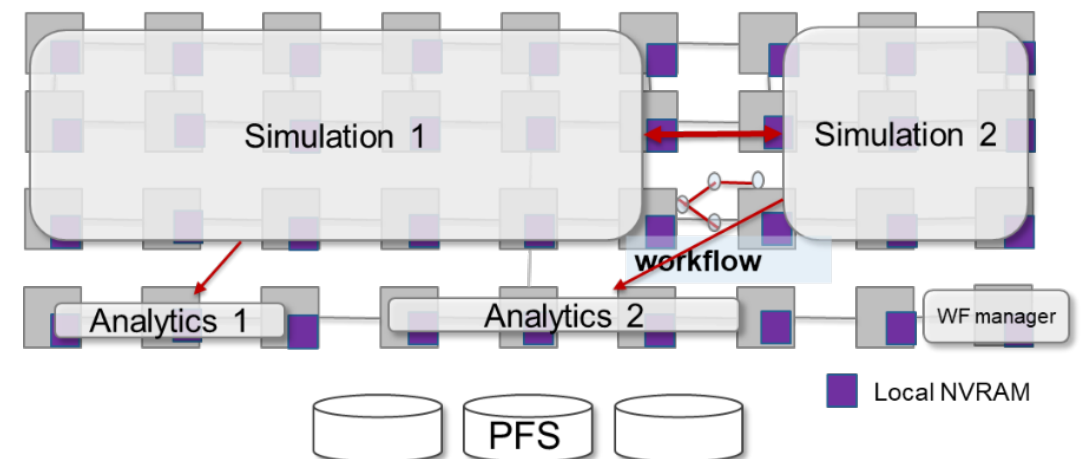 Simulation 1
Simulation 2
workflow
Analytics 1
Analytics 2
WF manager
Local NVRAM
PFS